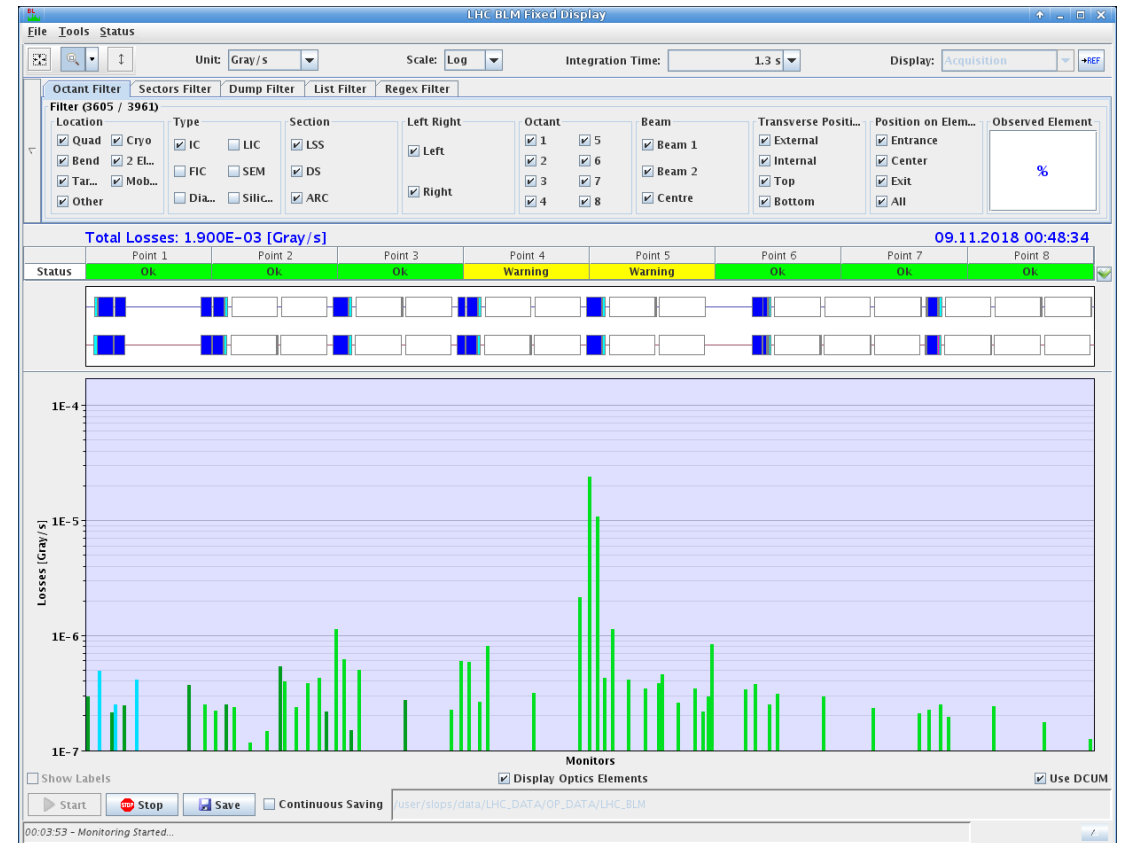 BL
LHC BLM Fixed Display
File Tools Status
Unit: Gray/s Scale: Log Integration Time: 1.3 s Display: Acquisition →REF
Octant Filter Sectors Filter Dump Filter List Filter Regex Filter
Filter (3605 / 3961)
Location Type Section Left Right Octant Beam Transverse Positi... Position on Elem... Observed Element
Quad Cryo IC LIC LSS Left 1 5 Beam 1 External Entrance
Bend 2 El... FIC SEM DS 2 6 Beam 2 Internal Center %
Tar... Mob... Right 3 7 Top Exit
Other Dia... Silic... ARC 4 8 Centre Bottom All
Total Losses: 1.900E-03 [Gray/s] 09.11.2018 00:48:34
Point 1 Point 2 Point 3 Point 4 Point 5 Point 6 Point 7 Point 8
Status Ok Ok Ok Warning Warning Ok Ok Ok
1E-4
1E-5
1E-6
1E-7
Losses [Gray/s]
Monitors
Show Labels Display Optics Elements Use DCUM
Start STOP Stop Save Continuous Saving /user/slops/data/LHC_DATA/OP_DATA/LHC_BLM
00:03:53 - Monitoring Started... /